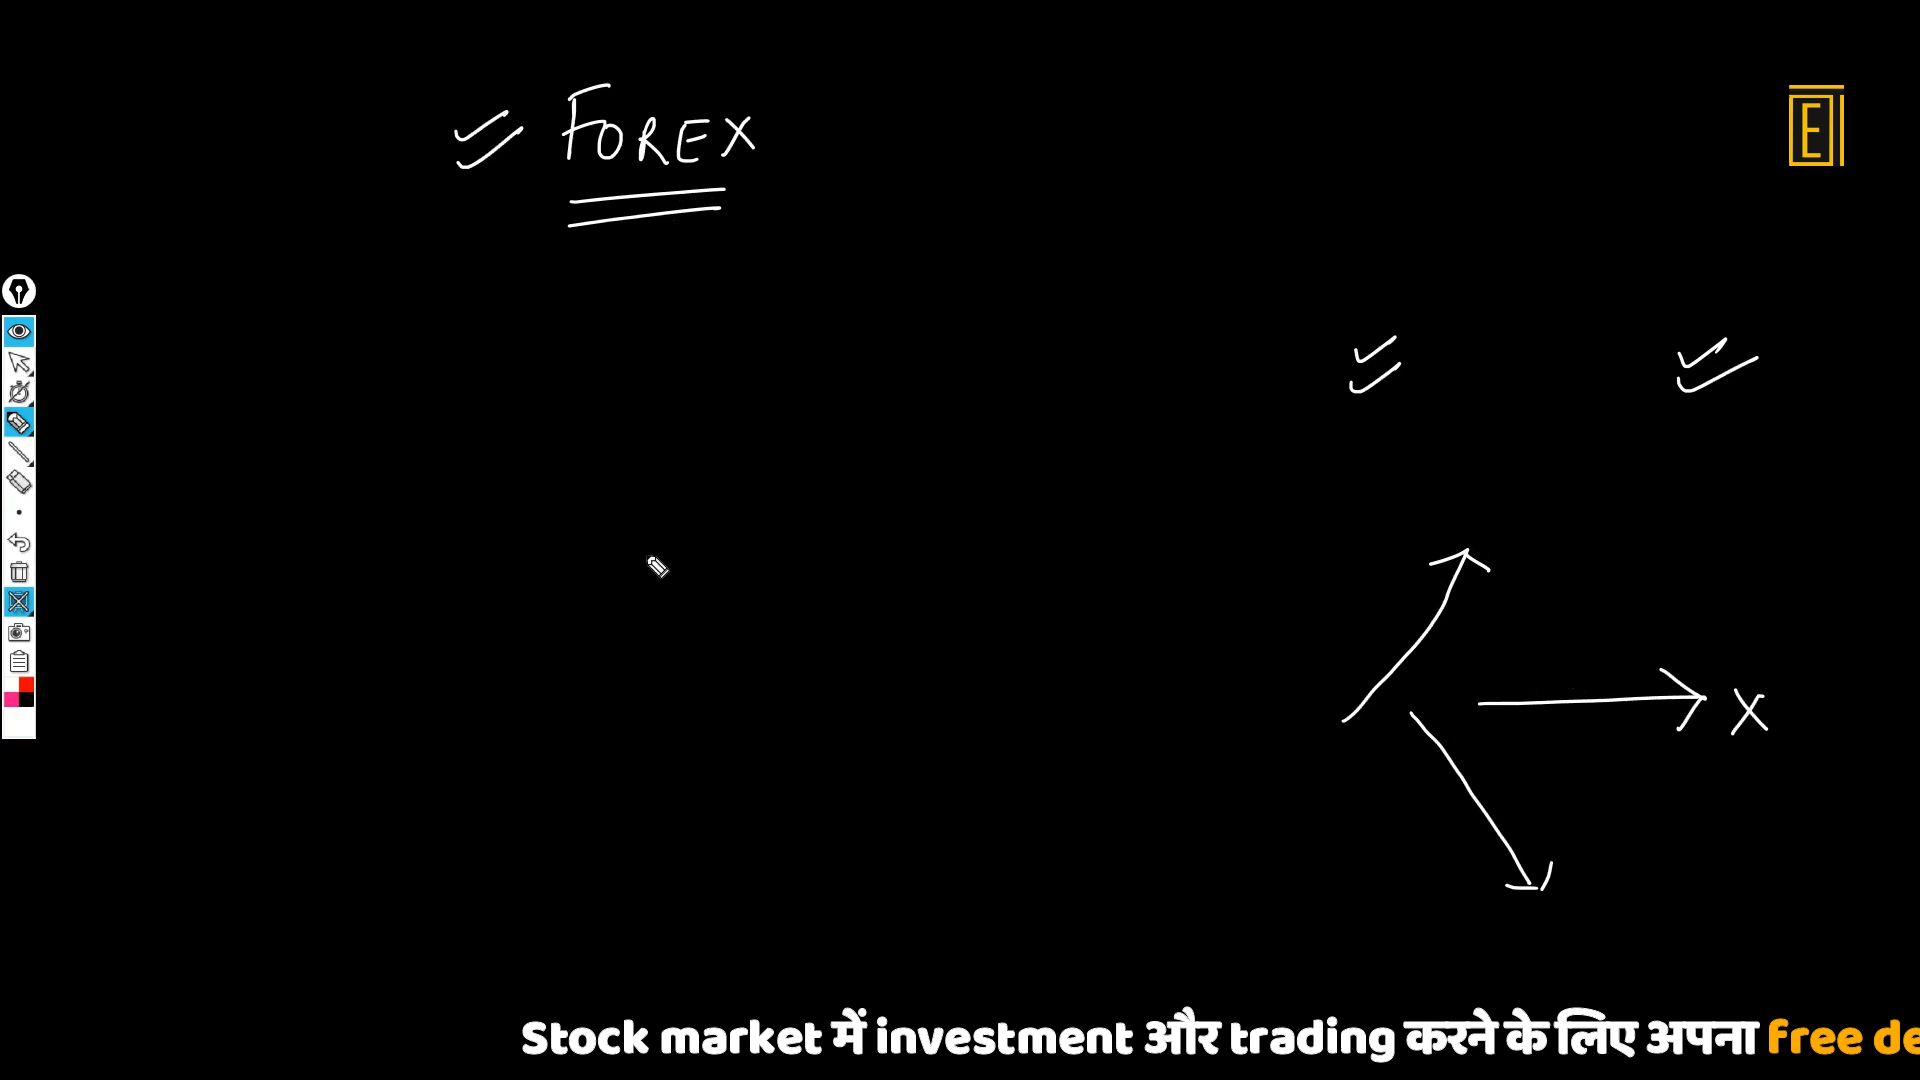 FOREX
E
X
Stock market में investment और trading करने के लिए अपना free de